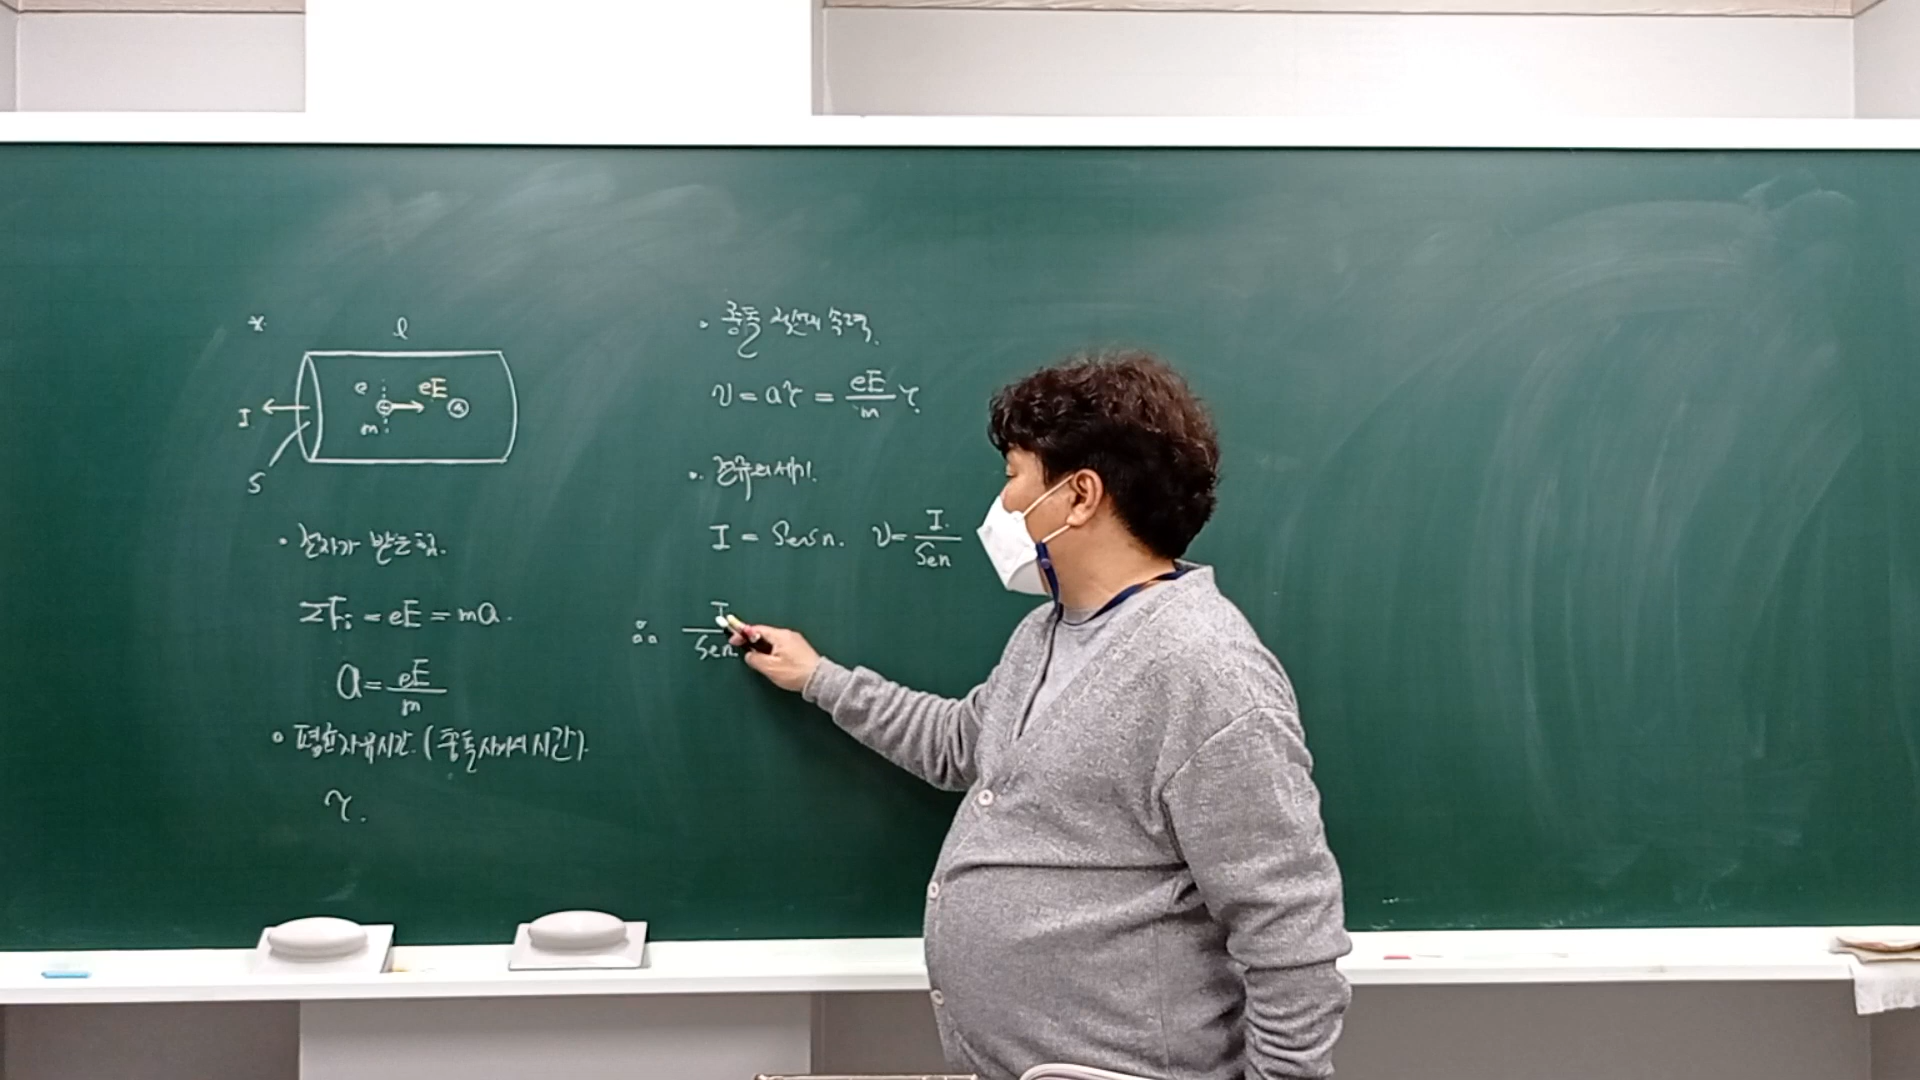 *
l
e eE
I
m
S
• 전자가 받는 힘.
ΣFi = eE = ma.
a = eE/m
• 평균자유시간. (충돌사이의 시간).
τ.
• 충돌 직전의 속력.
v = aτ = eE/m τ.
• 전류의 세기.
I = Sevn. v = I/Sen
∴ I/Sen